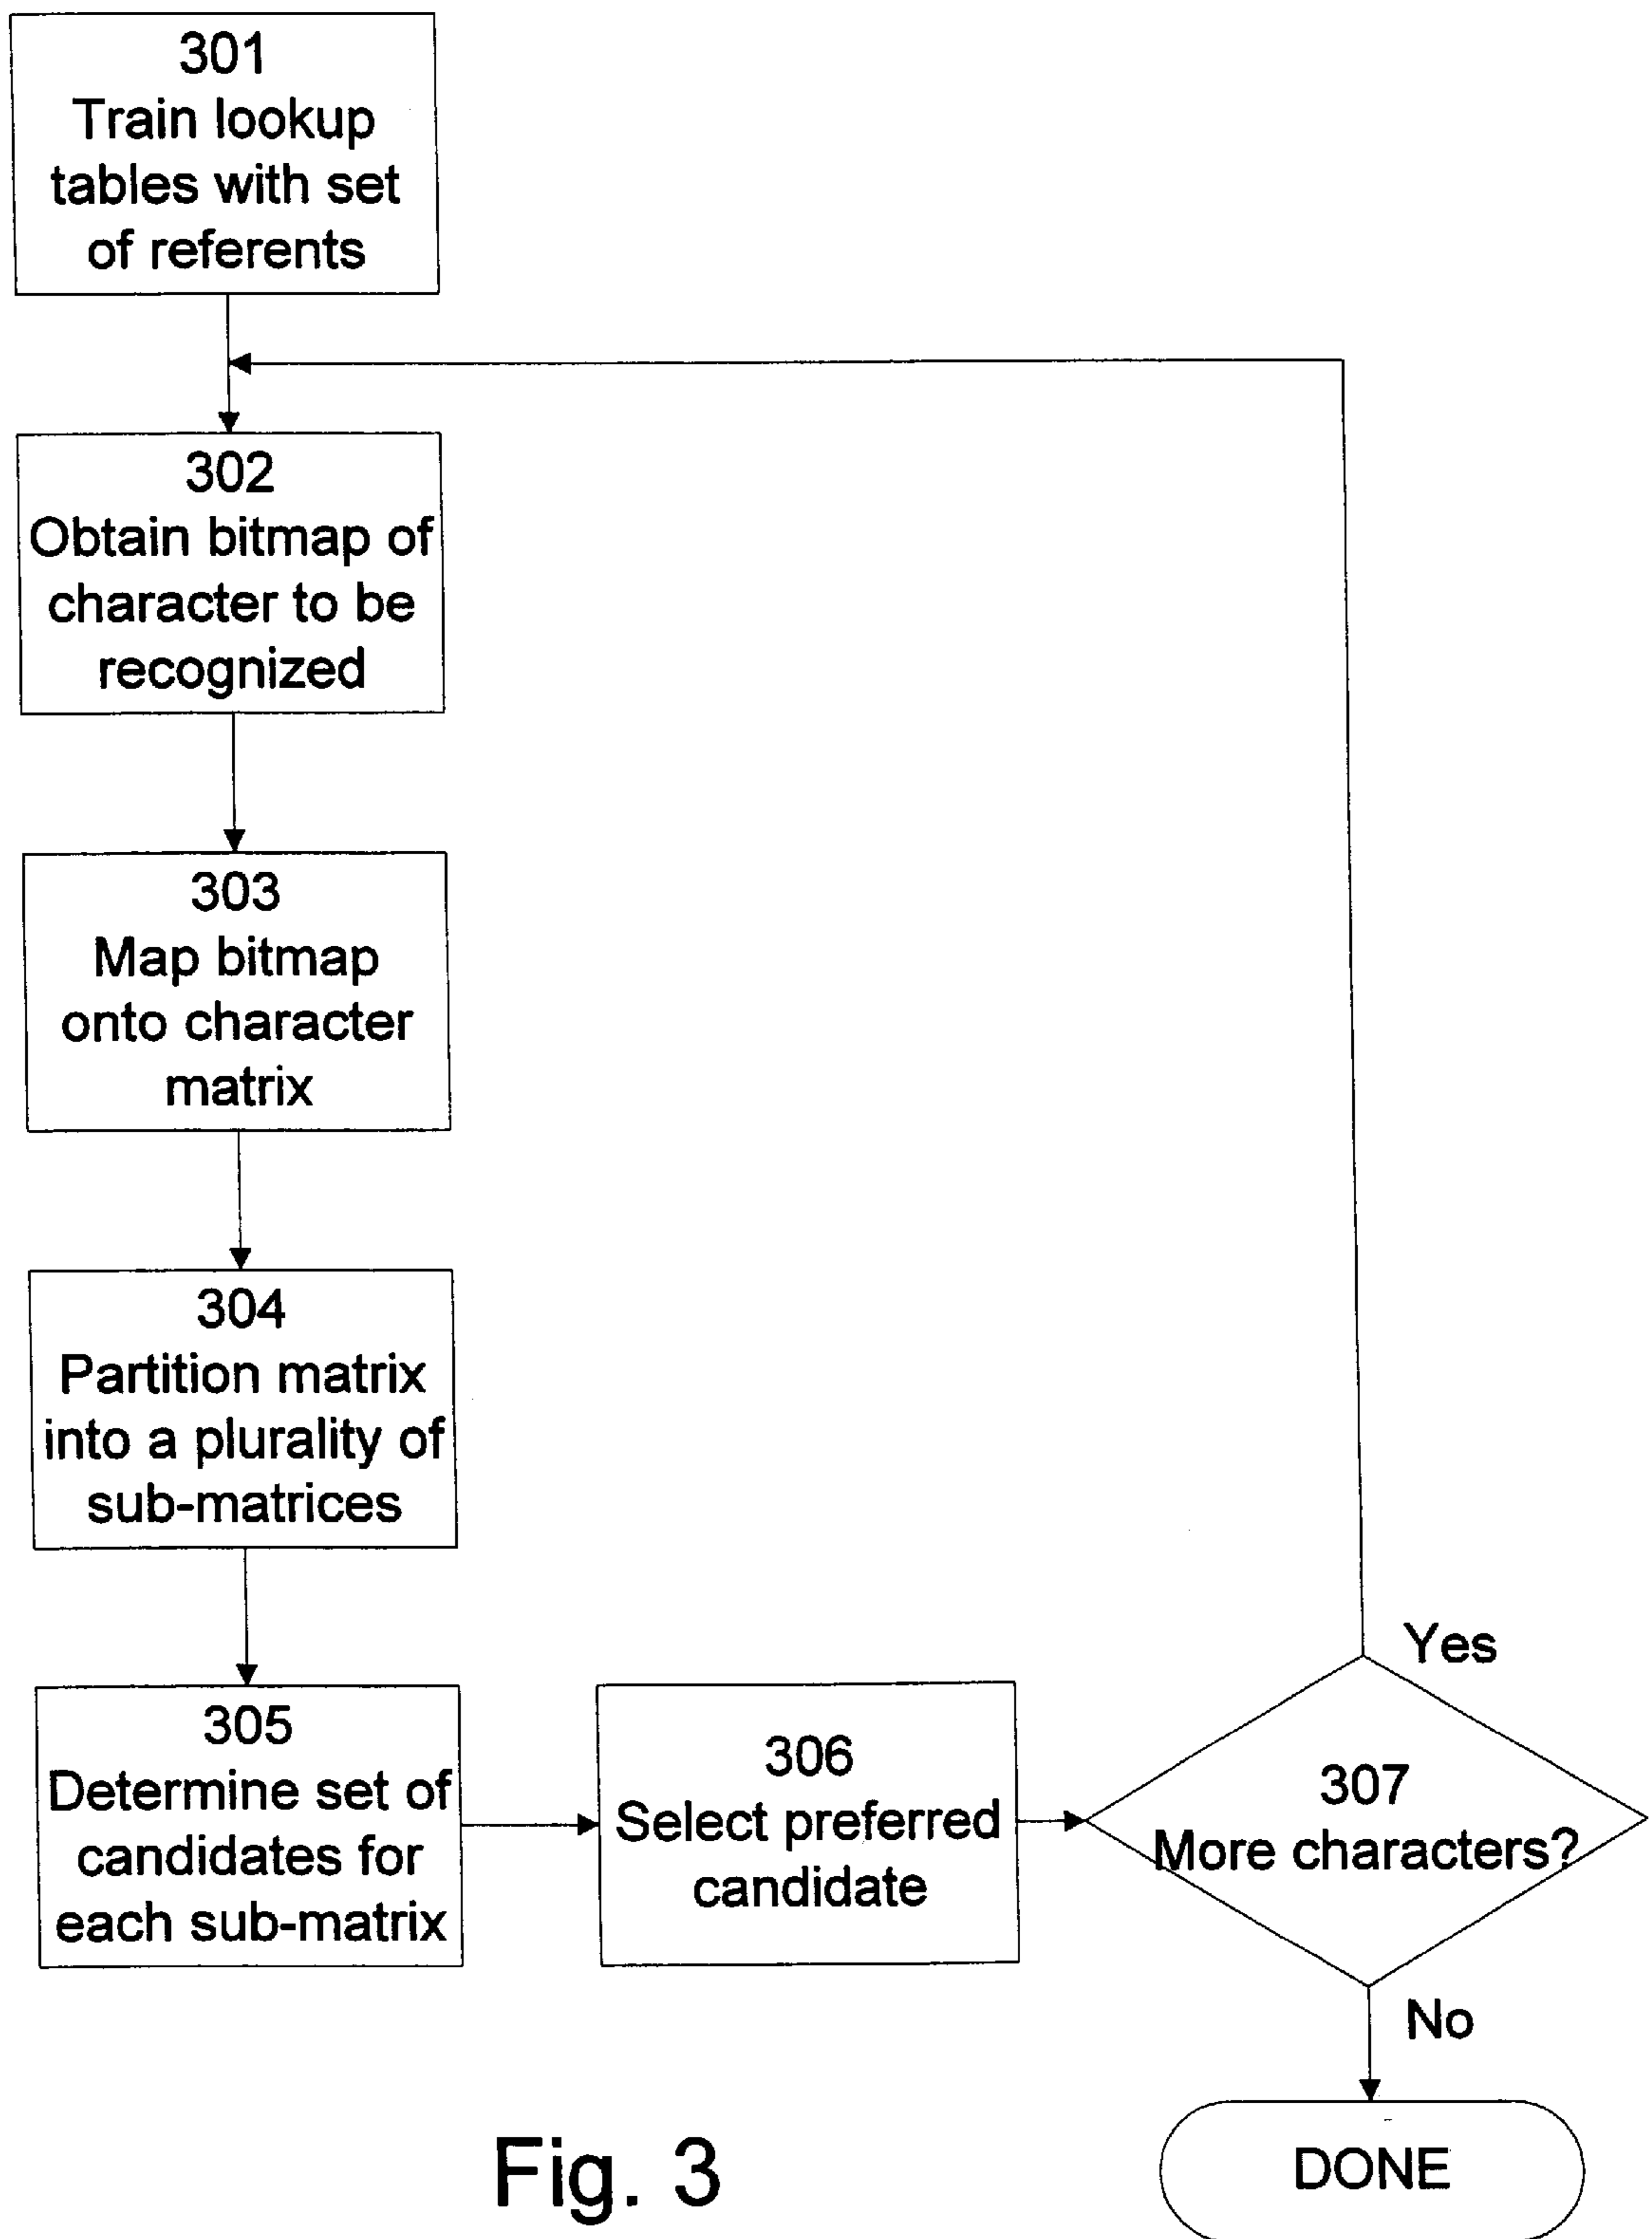 301
Train lookup
tables with set
of referents
302
Obtain bitmap of
character to be
recognized
303
Map bitmap
onto character
matrix
304
Partition matrix
into a plurality of
sub-matrices
305
Determine set of
candidates for
each sub-matrix
306
Select preferred
candidate
Yes
307
More characters?
No
DONE
Fig. 3